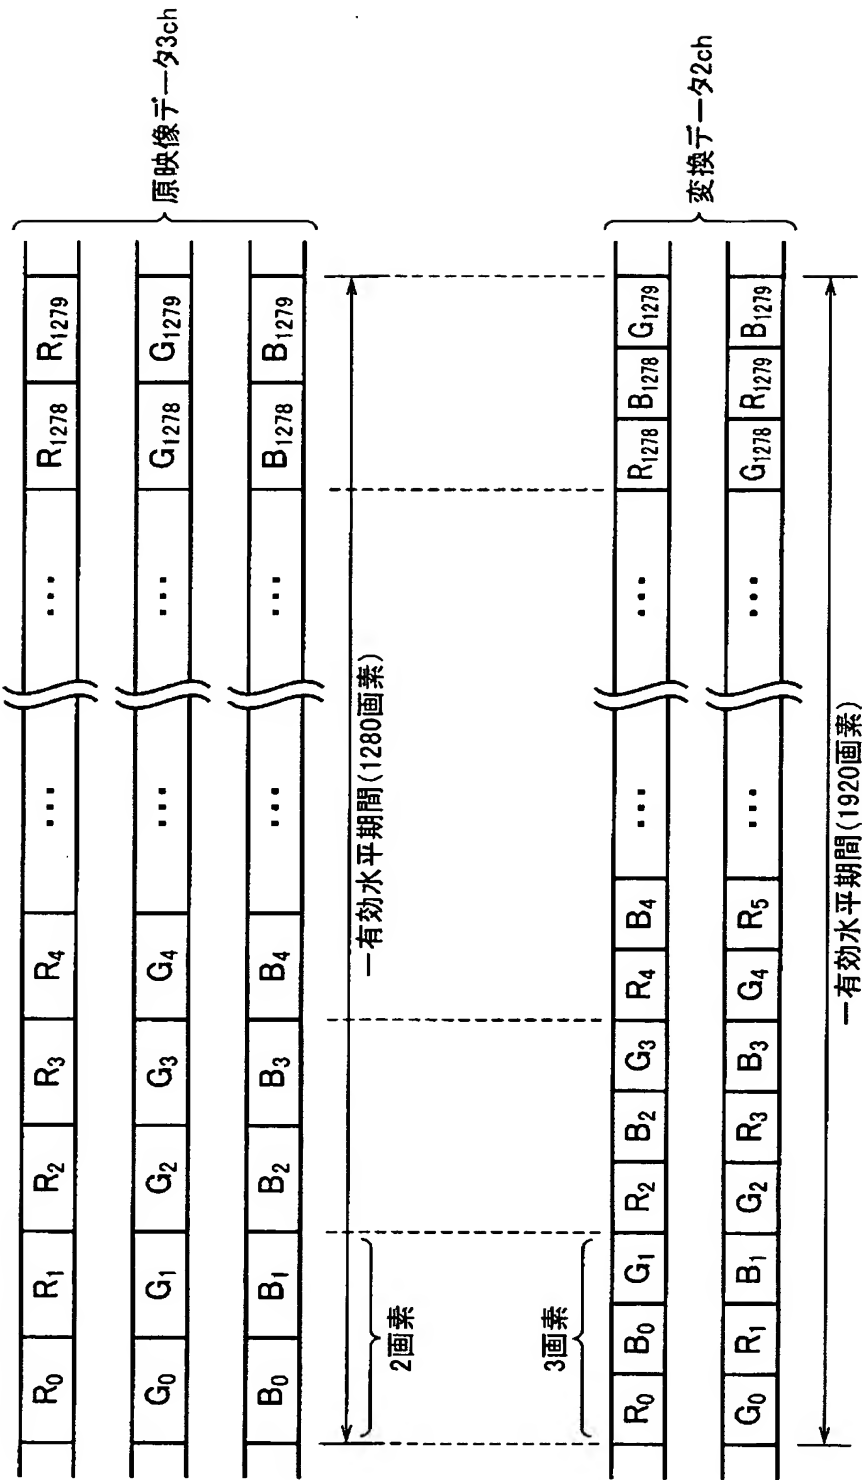 原映像データ3ch
R0 R1 R2 R3 R4 ... ... R1278 R1279
G0 G1 G2 G3 G4 ... ... G1278 G1279
B0 B1 B2 B3 B4 ... ... B1278 B1279
一有効水平期間(1280画素)
2画素
3画素
変換データ2ch
R0 B0 G1 R2 B2 G3 R4 B4 ... ... R1278 B1278 G1279
G0 R1 B1 G2 R3 B3 G4 R5 ... ... G1278 R1279 B1279
一有効水平期間(1920画素)